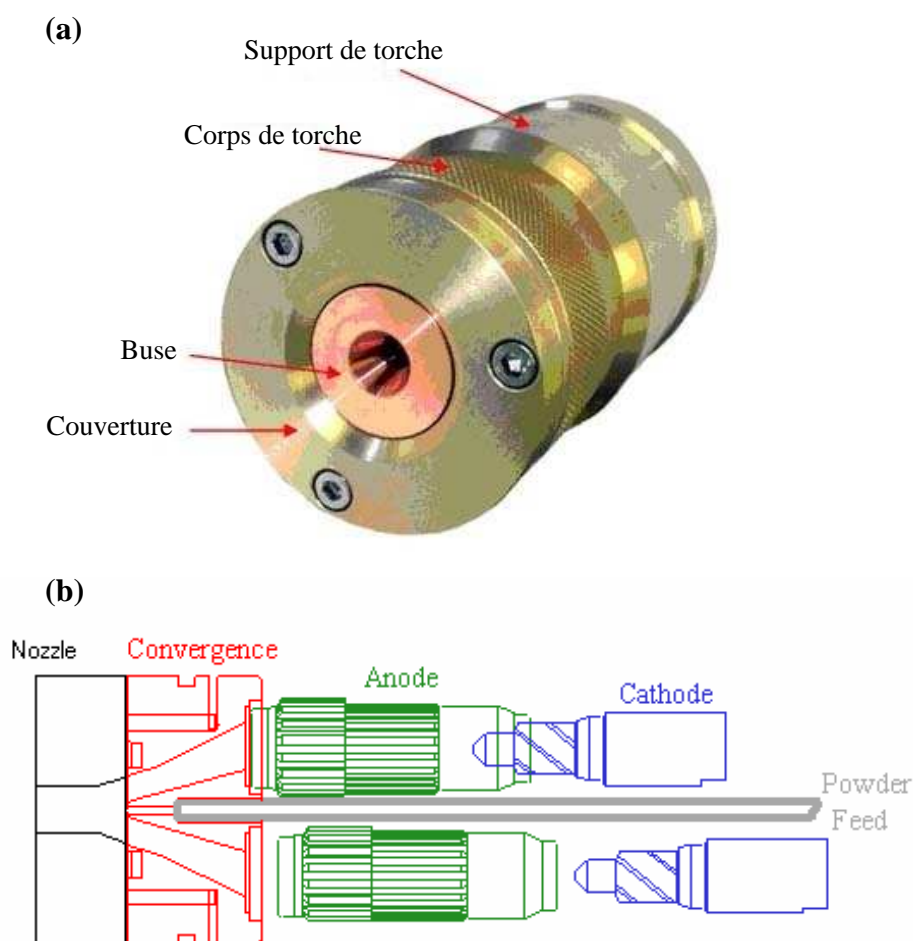 (a)
Support de torche
Corps de torche
Buse
Couverture
(b)
Nozzle
Convergence
Anode
Cathode
Powder
Feed